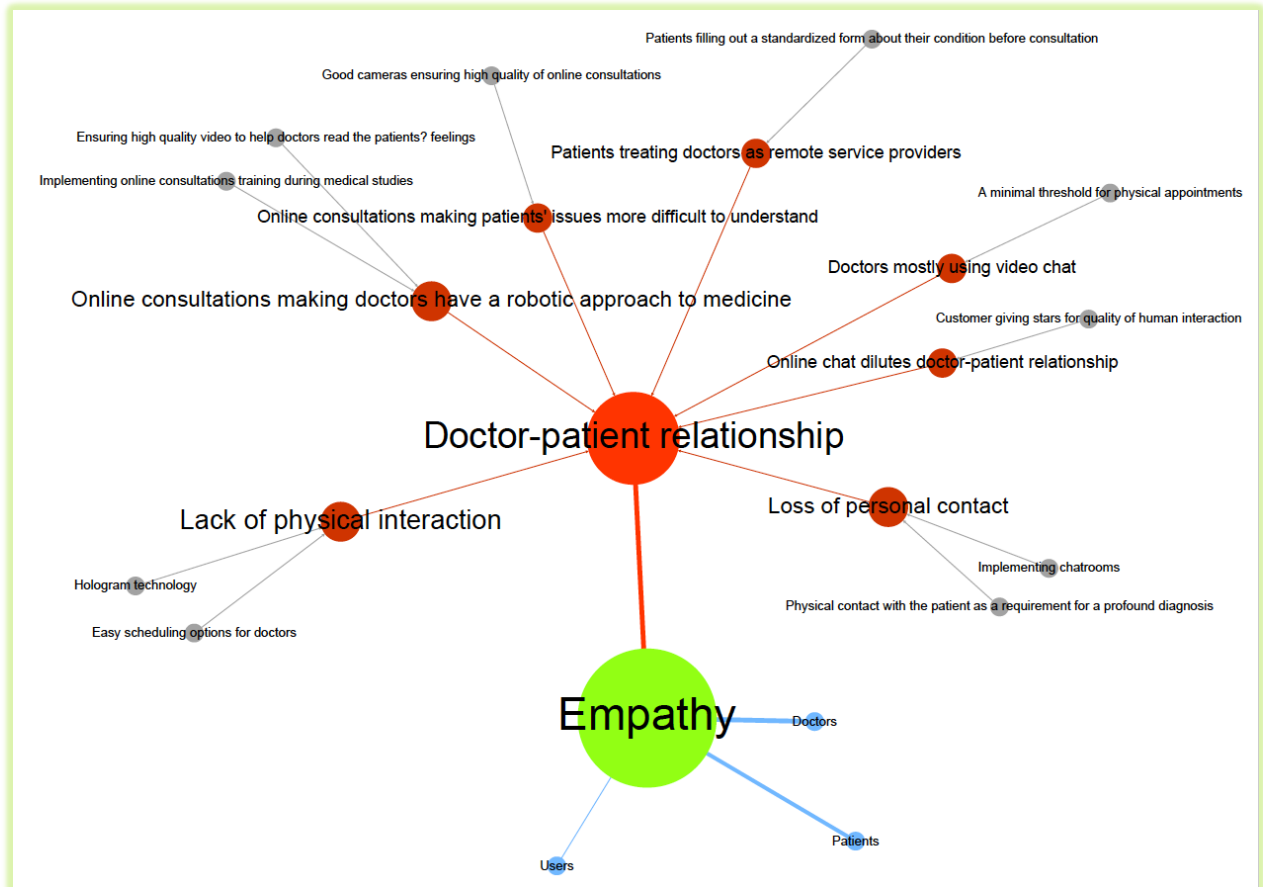 Patients filling out a standardized form about their condition before consultation
Good cameras ensuring high quality of online consultations
Ensuring high quality video to help doctors read the patients? feelings
Patients treating doctors as remote service providers
Implementing online consultations training during medical studies
A minimal threshold for physical appointments
Online consultations making patients' issues more difficult to understand
Doctors mostly using video chat
Online consultations making doctors have a robotic approach to medicine
Customer giving stars for quality of human interaction
Online chat dilutes doctor-patient relationship
Doctor-patient relationship
Loss of personal contact
Lack of physical interaction
Implementing chatrooms
Hologram technology
Physical contact with the patient as a requirement for a profound diagnosis
Easy scheduling options for doctors
Empathy
Doctors
Patients
Users